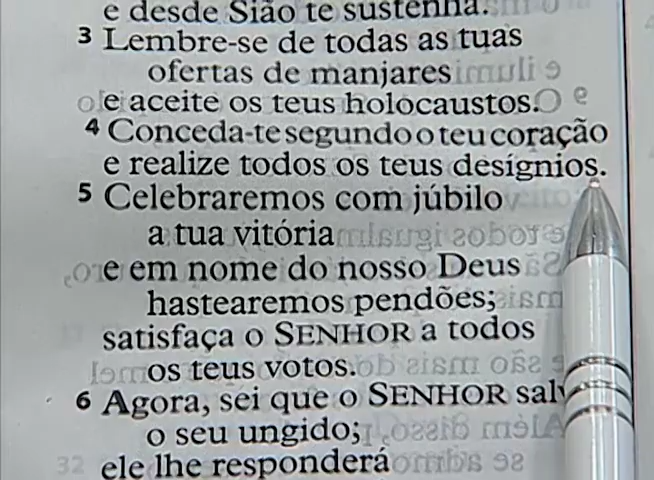 e desde Sião te sustenha.
3 Lembre-se de todas as tuas
ofertas de manjares
e aceite os teus holocaustos.
4 Conceda-te segundo o teu coração
e realize todos os teus desígnios.
5 Celebraremos com júbilo
a tua vitória
e em nome do nosso Deus
hastearemos pendões;
satisfaça o SENHOR a todos
os teus votos.
6 Agora, sei que o SENHOR
o seu ungido;
ele lhe responderá